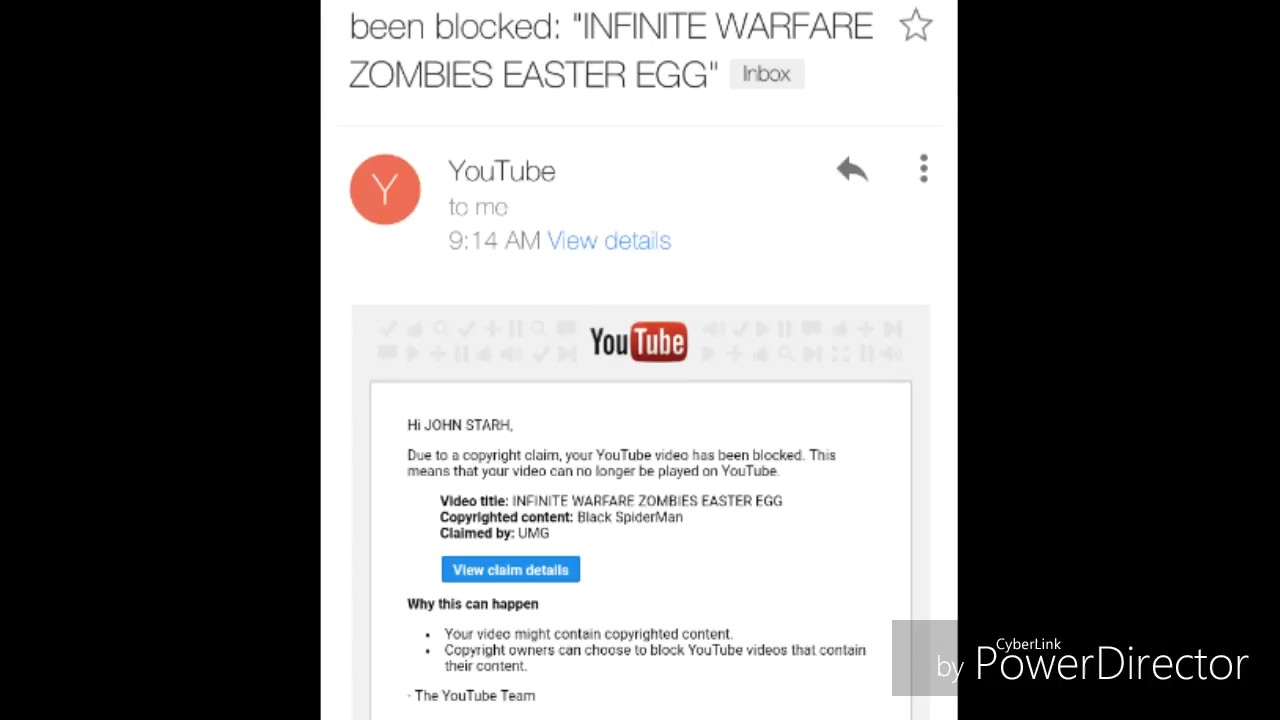 been blocked: "INFINITE WARFARE
ZOMBIES EASTER EGG" Inbox
Y
YouTube
to me
9:14 AM View details
YouTube
Hi JOHN STARH,
Due to a copyright claim, your YouTube video has been blocked. This
means that your video can no longer be played on YouTube.
Video title: INFINITE WARFARE ZOMBIES EASTER EGG
Copyrighted content: Black SpiderMan
Claimed by: UMG
View claim details
Why this can happen
• Your video might contain copyrighted content.
• Copyright owners can choose to block YouTube videos that contain
their content.
- The YouTube Team
CyberLink
by PowerDirector